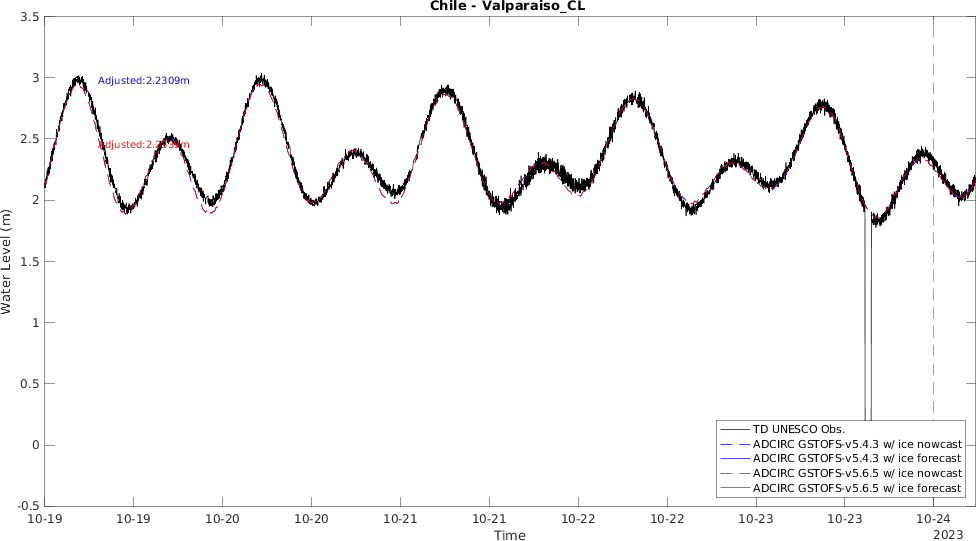 Chile - Valparaiso_CL
3.5
3
2.5
2
1.5
1
0.5
0
-0.5
Water Level (m)
Adjusted:2.2309m
TD UNESCO Obs.
ADCIRC GSTOFS-v5.4.3 w/ ice nowcast
ADCIRC GSTOFS-v5.4.3 w/ ice forecast
ADCIRC GSTOFS-v5.6.5 w/ ice nowcast
ADCIRC GSTOFS-v5.6.5 w/ ice forecast
10-19 10-19 10-20 10-20 10-21 10-21 10-22 10-22 10-23 10-23 10-24
Time
2023